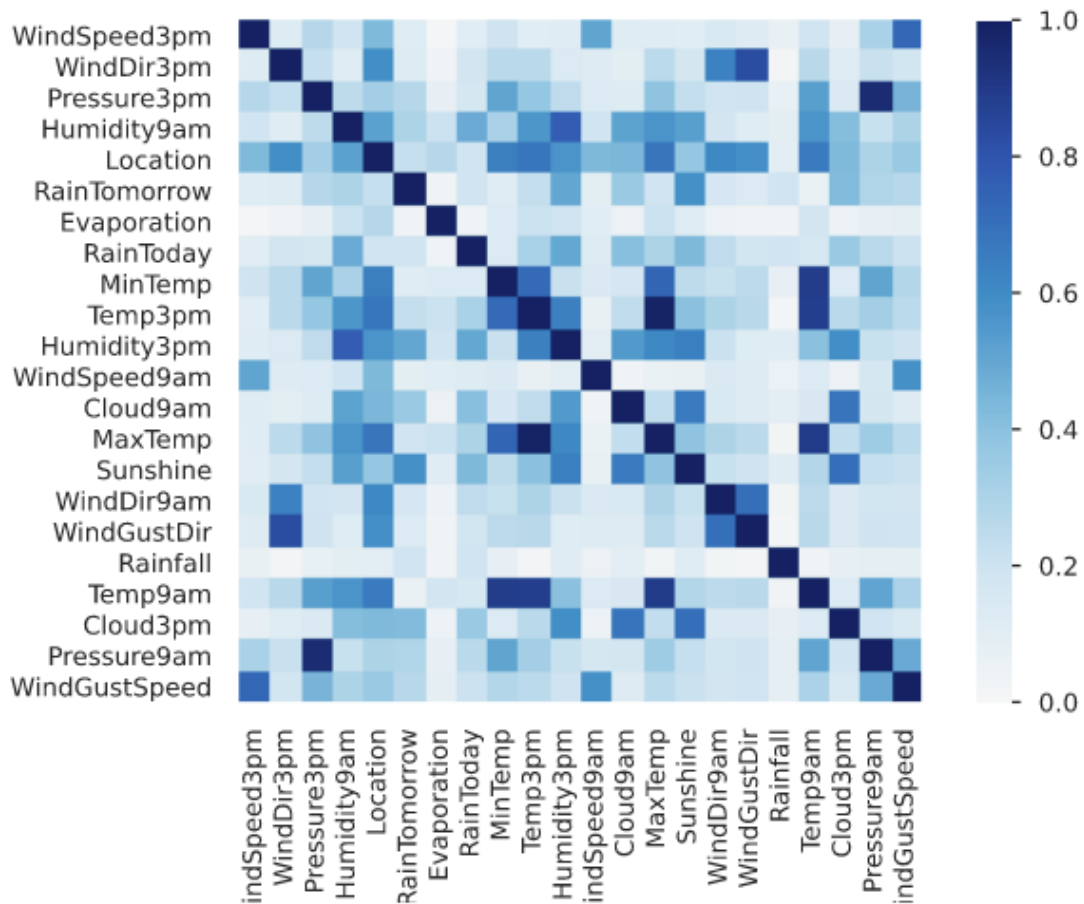 WindSpeed3pm
WindDir3pm
Pressure3pm
Humidity9am
Location
RainTomorrow
Evaporation
RainToday
MinTemp
Temp3pm
Humidity3pm
WindSpeed9am
Cloud9am
MaxTemp
Sunshine
WindDir9am
WindGustDir
Rainfall
Temp9am
Cloud3pm
Pressure9am
WindGustSpeed
indSpeed3pm
WindDir3pm
Pressure3pm
Humidity9am
Location
RainTomorrow
Evaporation
RainToday
MinTemp
Temp3pm
Humidity3pm
indSpeed9am
Cloud9am
MaxTemp
Sunshine
WindDir9am
WindGustDir
Rainfall
Temp9am
Cloud3pm
Pressure9am
indGustSpeed
1.0
0.8
0.6
0.4
0.2
0.0